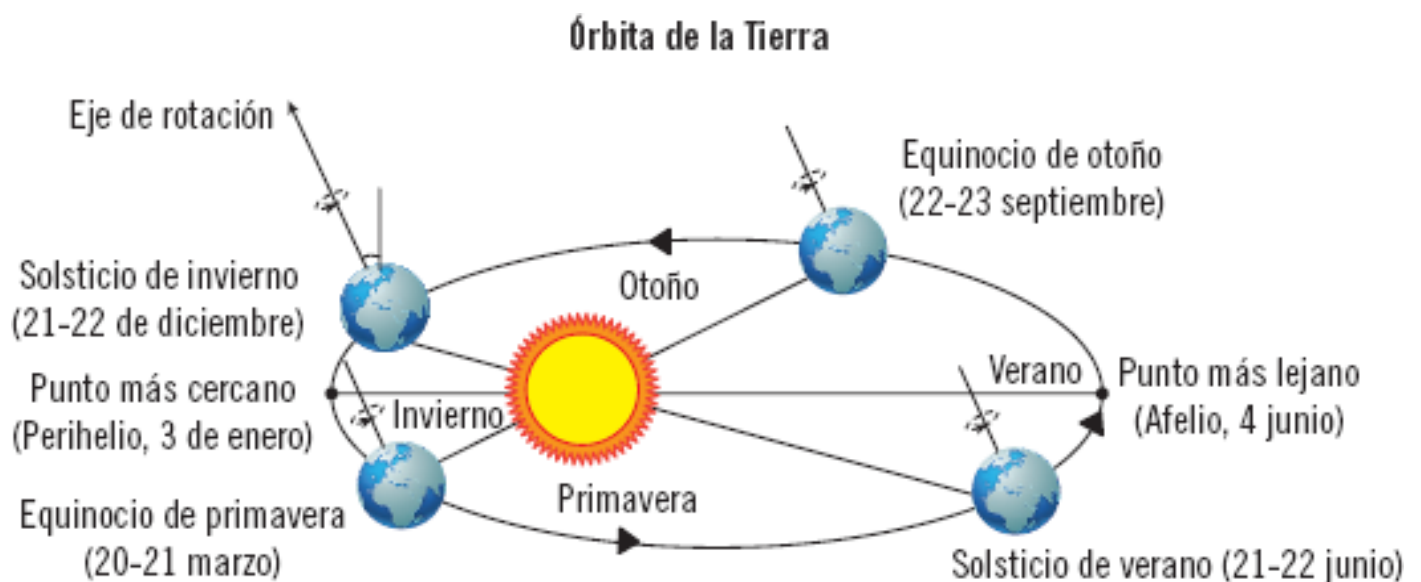 Órbita de la Tierra
Eje de rotación
Equinocio de otoño
(22-23 septiembre)
Solsticio de invierno
(21-22 de diciembre)
Otoño
Punto más cercano
(Perihelio, 3 de enero)
Invierno
Verano
Punto más lejano
(Afelio, 4 junio)
Equinocio de primavera
(20-21 marzo)
Primavera
Solsticio de verano (21-22 junio)